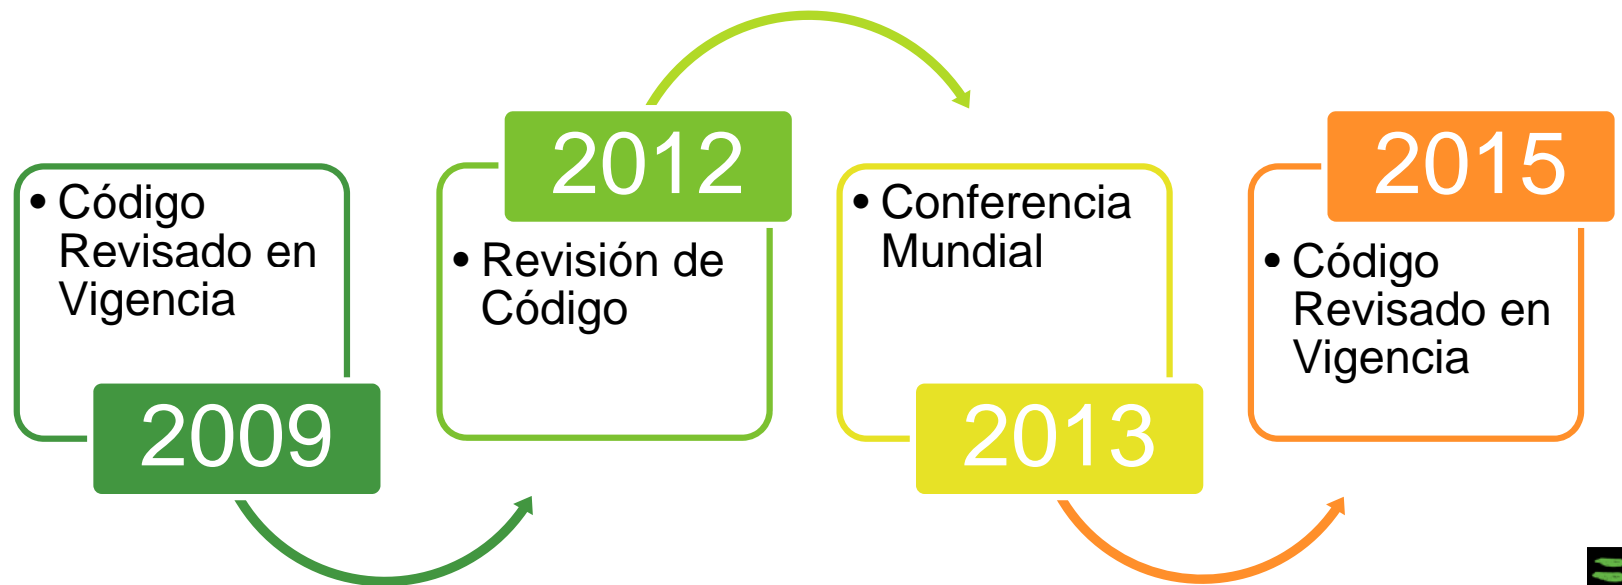 • Código
Revisado en
Vigencia
2009
2012
• Revisión de
Código
• Conferencia
Mundial
2013
2015
• Código
Revisado en
Vigencia